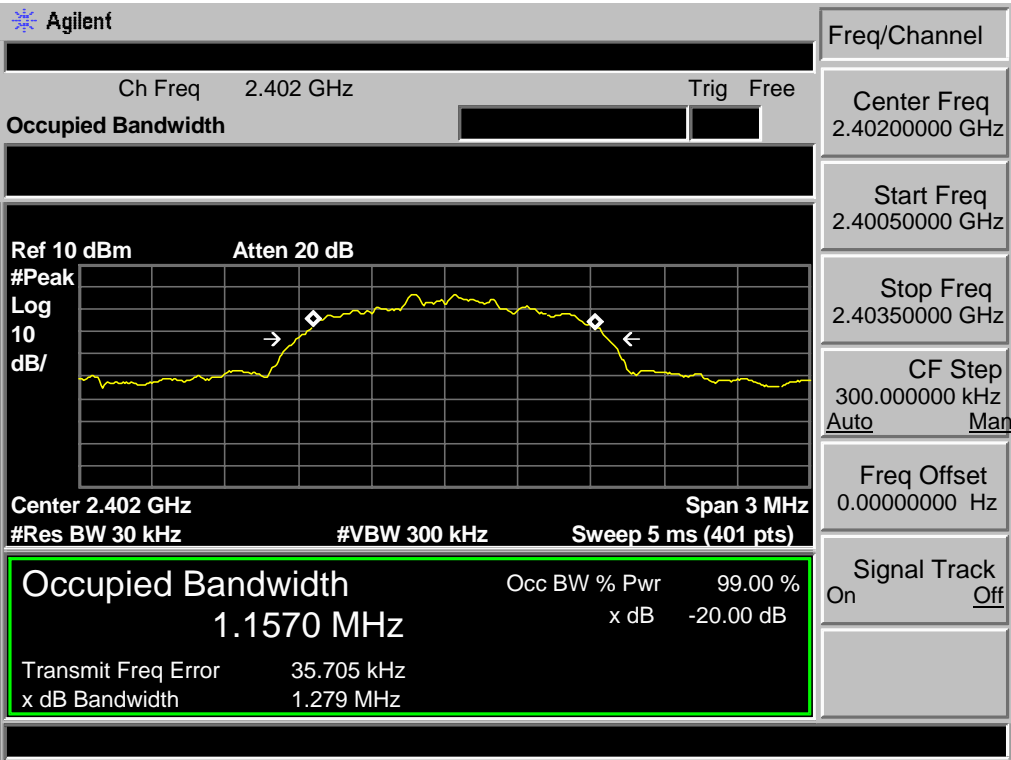 Agilent
Freq/Channel
Ch Freq 2.402 GHz Trig Free
Occupied Bandwidth
Center Freq
2.40200000 GHz
Start Freq
2.40050000 GHz
Stop Freq
2.40350000 GHz
CF Step
300.000000 kHz
Auto Man
Freq Offset
0.00000000 Hz
Signal Track
On Off
Ref 10 dBm Atten 20 dB
#Peak
Log
10
dB/
Center 2.402 GHz Span 3 MHz
#Res BW 30 kHz #VBW 300 kHz Sweep 5 ms (401 pts)
Occupied Bandwidth
1.1570 MHz
Occ BW % Pwr 99.00 %
x dB -20.00 dB
Transmit Freq Error 35.705 kHz
x dB Bandwidth 1.279 MHz